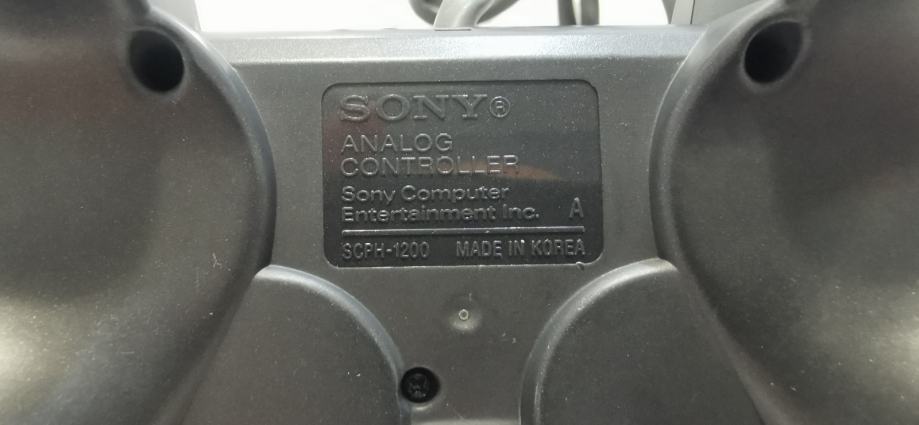 SONY®
ANALOG
CONTROLLER
Sony Computer
Entertainment Inc. A
SCPH-1200 MADE IN KOREA